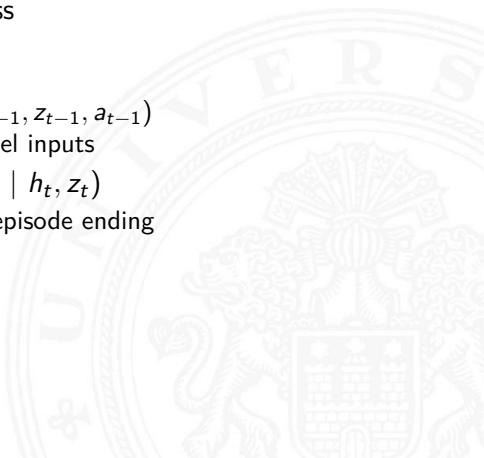 ss
₋₁, z_{t−1}, a_{t−1})
el inputs
| h_t, z_t)
episode ending
U N I V E R S